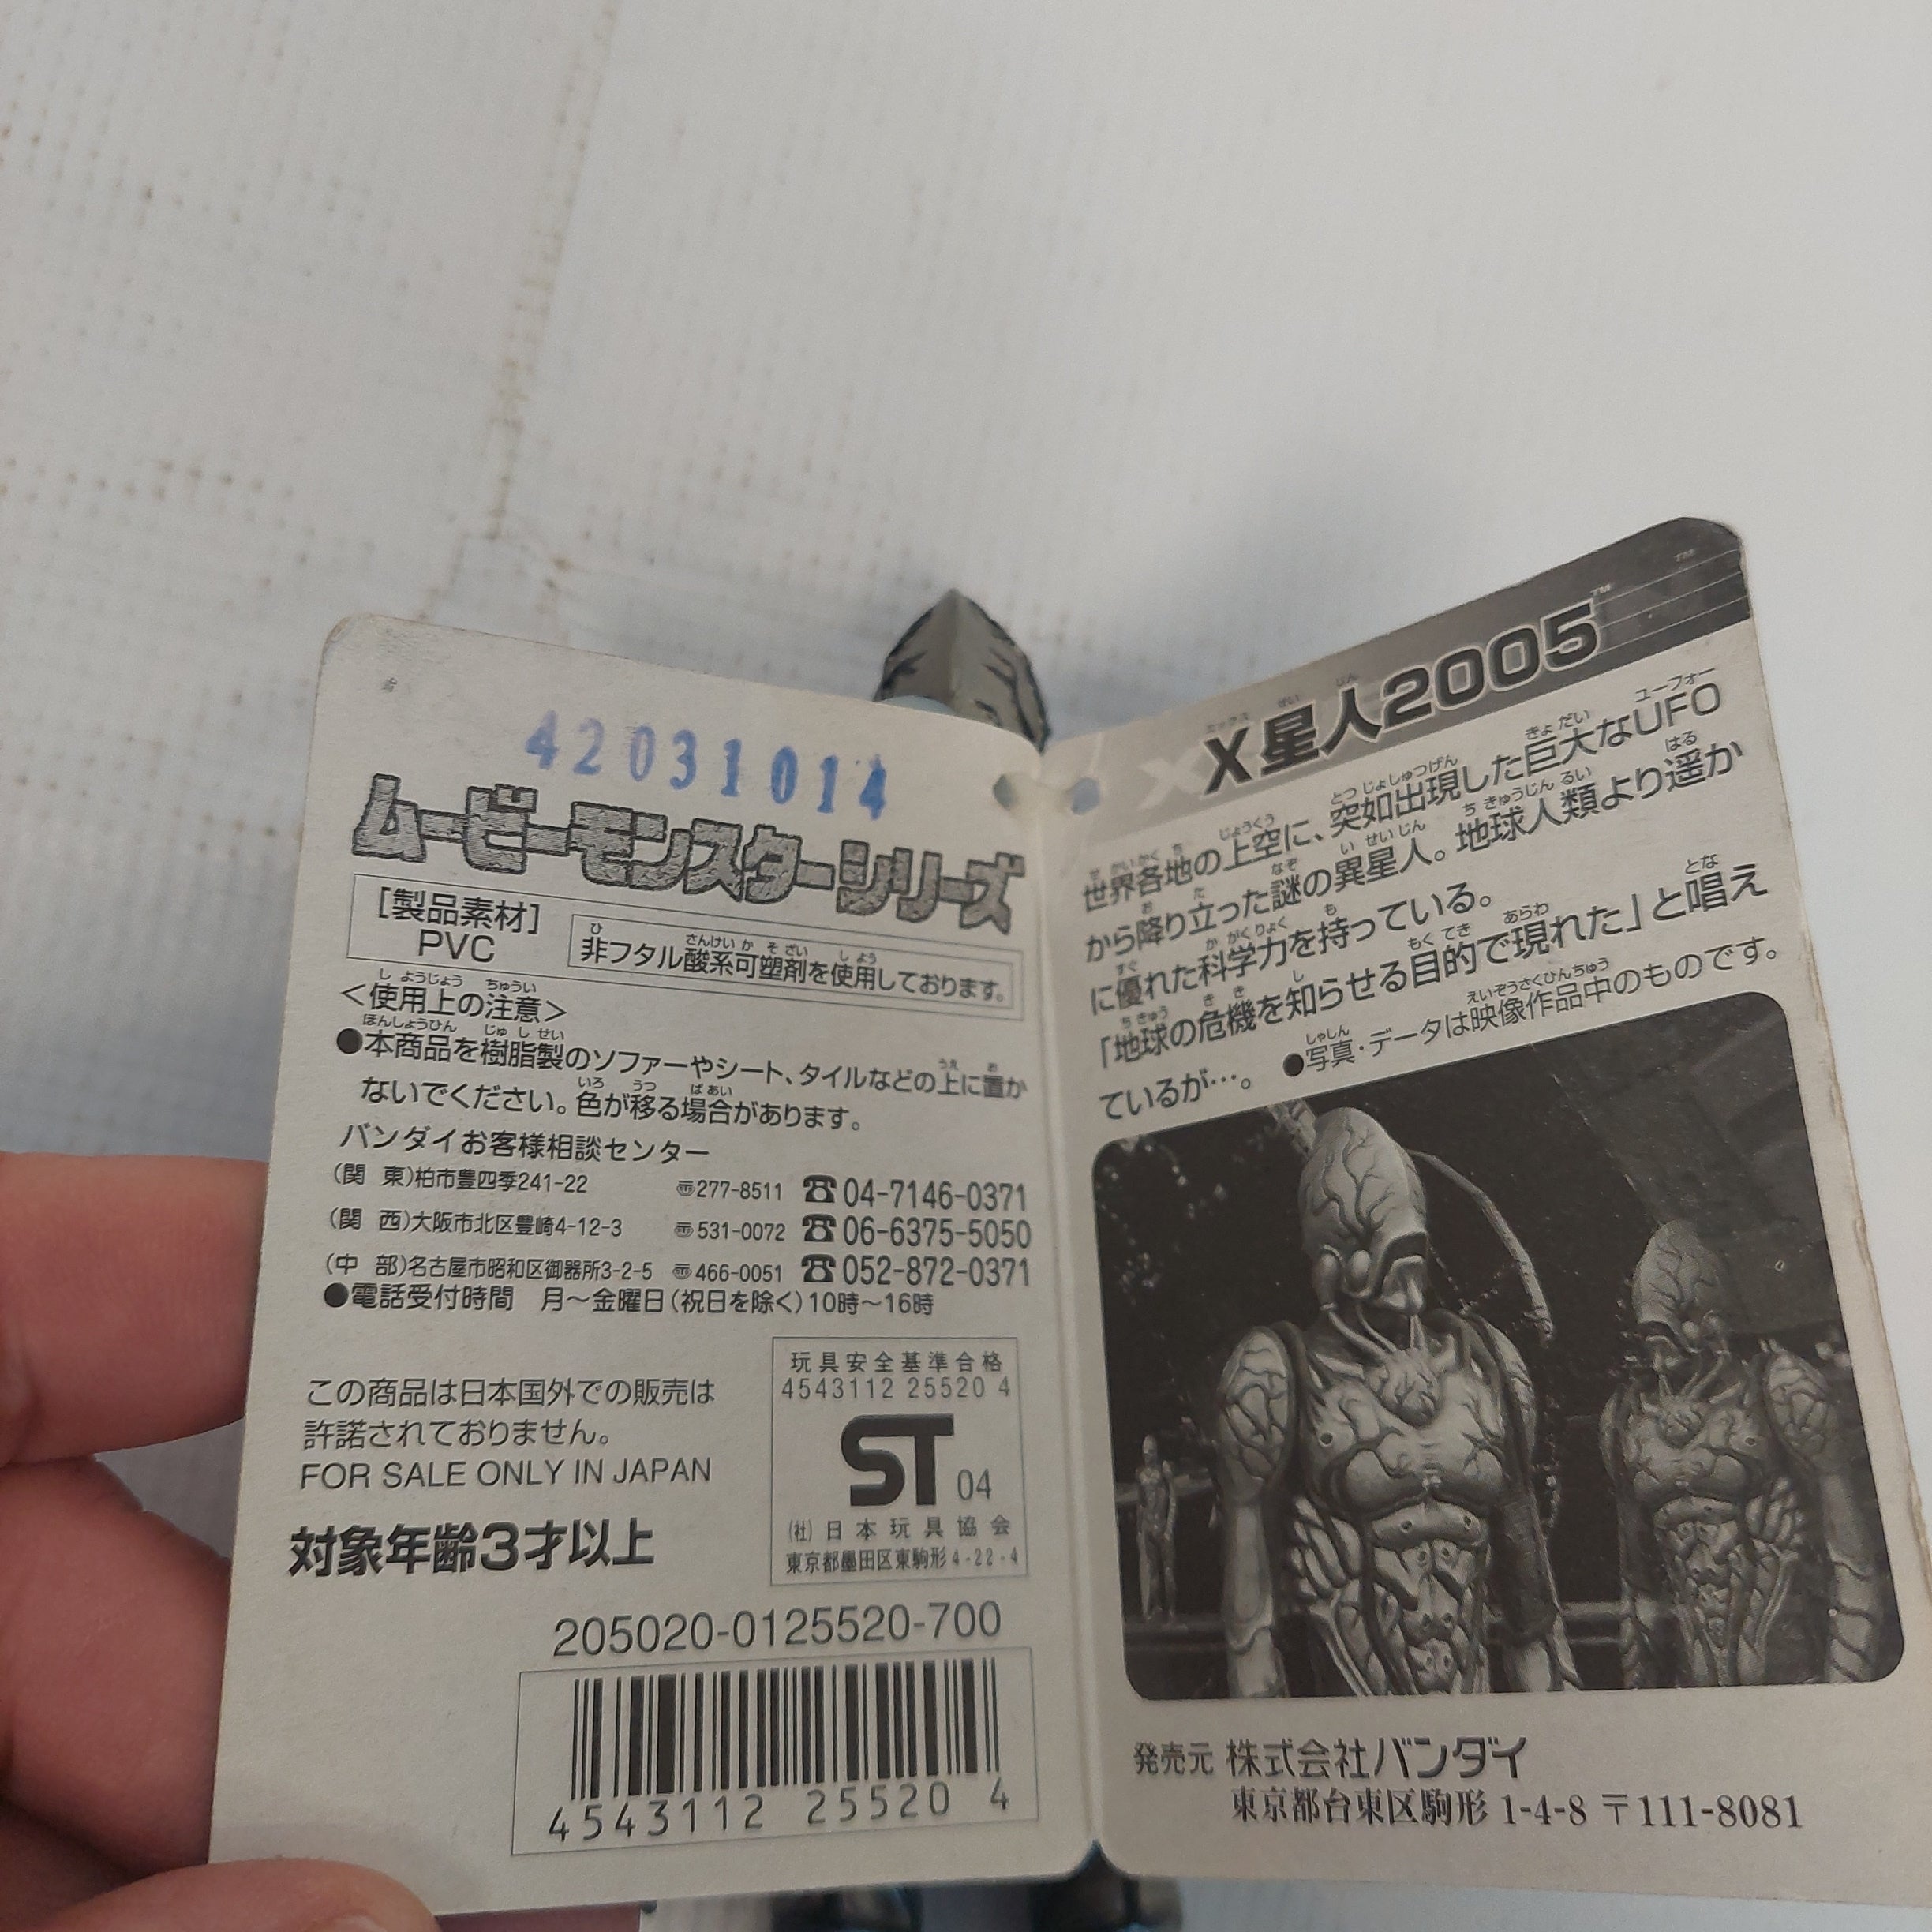 42031014
ムービーモンスターシリーズ
[製品素材]
PVC
非フタル酸系可塑剤を使用しております。
<使用上の注意>
●本商品を樹脂製のソファーやシート、タイルなどの上に置か
ないでください。色が移る場合があります。
バンダイお客様相談センター
(関 東)柏市豊四季241-22 〠277-8511 ☎04-7146-0371
(関 西)大阪市北区豊崎4-12-3 〠531-0072 ☎06-6375-5050
(中 部)名古屋市昭和区御器所3-2-5 〠466-0051 ☎052-872-0371
●電話受付時間 月~金曜日(祝日を除く)10時~16時
この商品は日本国外での販売は
許諾されておりません。
FOR SALE ONLY IN JAPAN
対象年齢3才以上
玩具安全基準合格
4543112 25520 4
ST 04
(社)日本玩具協会
東京都墨田区東駒形4-22-4
205020-0125520-700
4543112 25520 4
X星人2005™
世界各地の上空に、突如出現した巨大なUFO
から降り立った謎の異星人。地球人類より遥か
に優れた科学力を持っている。
「地球の危機を知らせる目的で現れた」と唱え
ているが…。 ●写真・データは映像作品中のものです。
発売元 株式会社バンダイ
東京都台東区駒形 1-4-8 〒111-8081